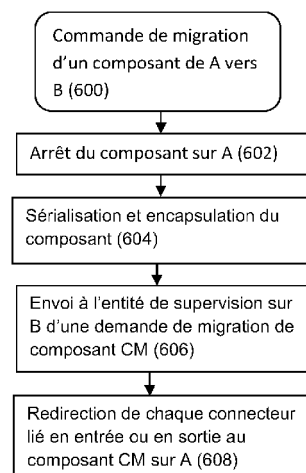 Commande de migration
d'un composant de A vers
B (600)
Arrêt du composant sur A (602)
Sérialisation et encapsulation du
composant (604)
Envoi à l'entité de supervision sur
B d'une demande de migration de
composant CM (606)
Redirection de chaque connecteur
lié en entrée ou en sortie au
composant CM sur A (608)